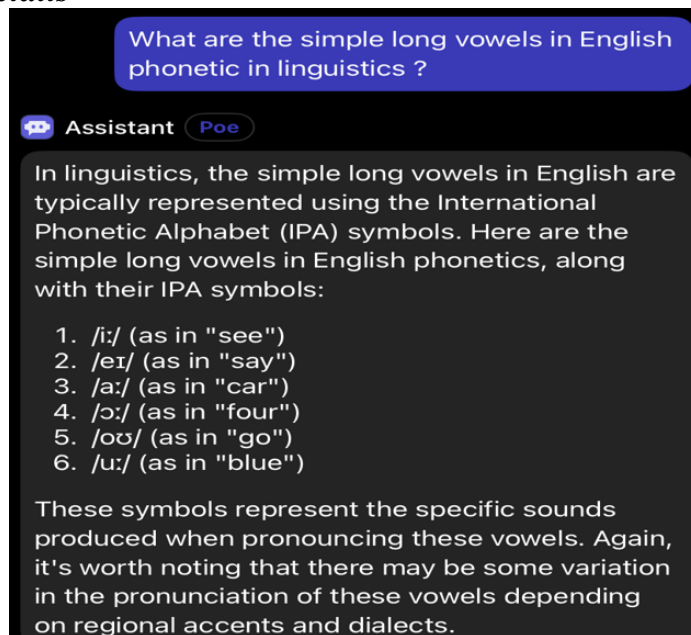 What are the simple long vowels in English
phonetic in linguistics ?
Assistant Poe
In linguistics, the simple long vowels in English are
typically represented using the International
Phonetic Alphabet (IPA) symbols. Here are the
simple long vowels in English phonetics, along
with their IPA symbols:
1. /iː/ (as in "see")
2. /eɪ/ (as in "say")
3. /aː/ (as in "car")
4. /ɔː/ (as in "four")
5. /oʊ/ (as in "go")
6. /uː/ (as in "blue")
These symbols represent the specific sounds
produced when pronouncing these vowels. Again,
it's worth noting that there may be some variation
in the pronunciation of these vowels depending
on regional accents and dialects.